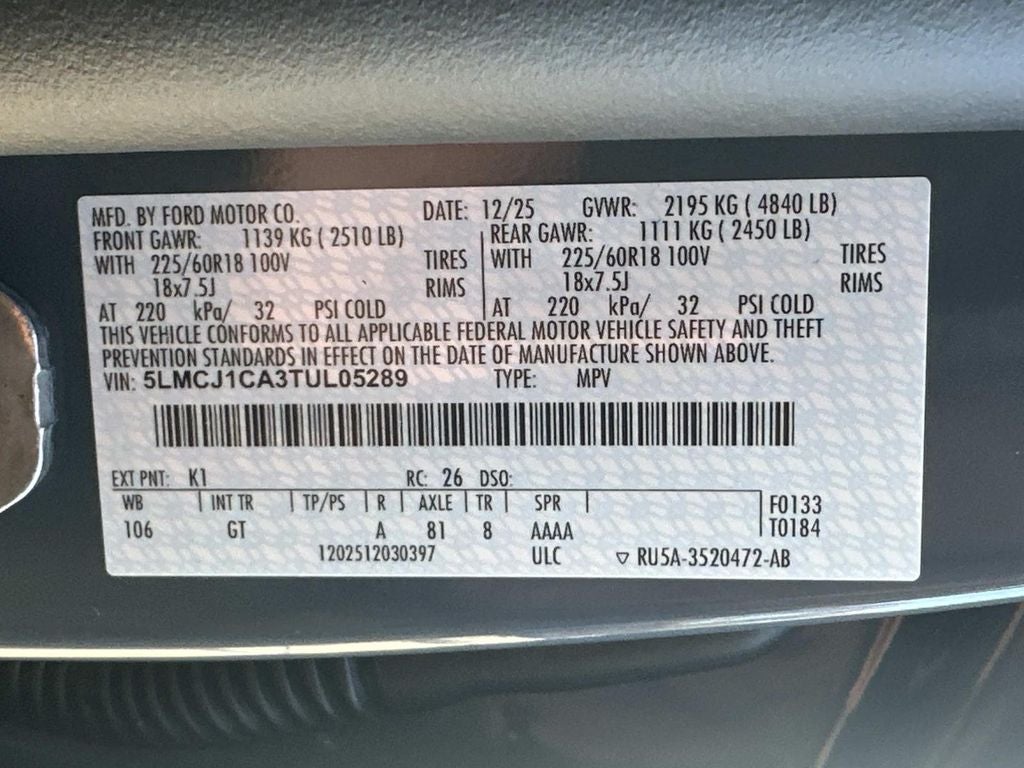 MFD. BY FORD MOTOR CO. DATE: 12/25 GVWR: 2195 KG ( 4840 LB)
FRONT GAWR: 1139 KG ( 2510 LB) REAR GAWR: 1111 KG ( 2450 LB)
WITH 225/60R18 100V TIRES WITH 225/60R18 100V TIRES
18x7.5J RIMS 18x7.5J RIMS
AT 220 kPa/ 32 PSI COLD AT 220 kPa/ 32 PSI COLD
THIS VEHICLE CONFORMS TO ALL APPLICABLE FEDERAL MOTOR VEHICLE SAFETY AND THEFT
PREVENTION STANDARDS IN EFFECT ON THE DATE OF MANUFACTURE SHOWN ABOVE.
VIN: 5LMCJ1CA3TUL05289 TYPE: MPV
EXT PNT: K1 RC: 26 DSO:
WB INT TR TP/PS R AXLE TR SPR F0133
106 GT A 81 8 AAAA T0184
1202512030397 ULC ▽ RU5A-3520472-AB